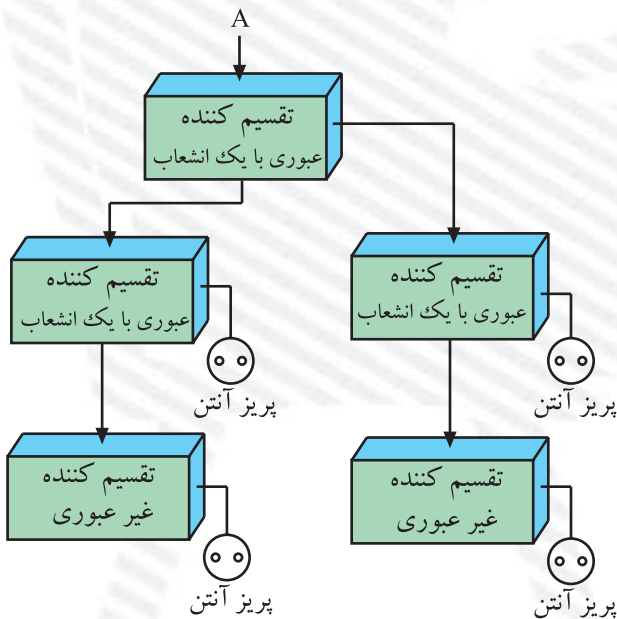 A
تقسیم کننده
عبوری با یک انشعاب
تقسیم کننده
عبوری با یک انشعاب
تقسیم کننده
عبوری با یک انشعاب
پریز آنتن
پریز آنتن
تقسیم کننده
غیر عبوری
تقسیم کننده
غیر عبوری
پریز آنتن
پریز آنتن